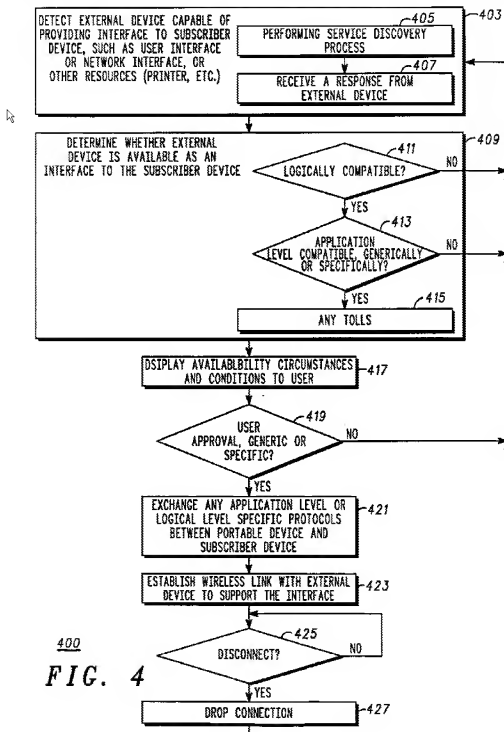 DETECT EXTERNAL DEVICE CAPABLE OF
PROVIDING INTERFACE TO SUBSCRIBER
DEVICE, SUCH AS USER INTERFACE
OR NETWORK INTERFACE, OR
OTHER RESOURCES (PRINTER, ETC.)
403
405
PERFORMING SERVICE DISCOVERY
PROCESS
407
RECEIVE A RESPONSE FROM
EXTERNAL DEVICE
DETERMINE WHETHER EXTERNAL
DEVICE IS AVAILABLE AS AN
INTERFACE TO THE SUBSCRIBER DEVICE
409
411
LOGICALLY COMPATIBLE?
NO
YES
413
APPLICATION
LEVEL COMPATIBLE, GENERICALLY
OR SPECIFICALLY?
NO
YES
415
ANY TOLLS
DSIPLAY AVAILABLBILITY CIRCUMSTANCES
AND CONDITIONS TO USER
417
419
USER
APPROVAL, GENERIC OR
SPECIFIC?
NO
YES
EXCHANGE ANY APPLICATION LEVEL OR
LOGICAL LEVEL SPECIFIC PROTOCOLS
BETWEEN PORTABLE DEVICE AND
SUBSCRIBER DEVICE
421
ESTABLISH WIRELESS LINK WITH EXTERNAL
DEVICE TO SUPPORT THE INTERFACE
423
425
DISCONNECT?
NO
YES
DROP CONNECTION
427
400
FIG. 4